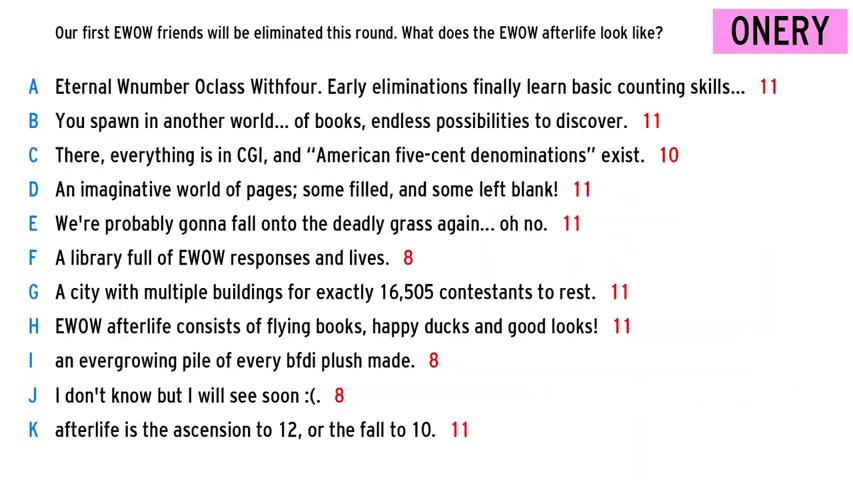 Our first EWOW friends will be eliminated this round. What does the EWOW afterlife look like?
ONERY
A Eternal Wnumber Oclass Withfour. Early eliminations finally learn basic counting skills... 11
B You spawn in another world... of books, endless possibilities to discover. 11
C There, everything is in CGI, and “American five-cent denominations” exist. 10
D An imaginative world of pages; some filled, and some left blank! 11
E We're probably gonna fall onto the deadly grass again... oh no. 11
F A library full of EWOW responses and lives. 8
G A city with multiple buildings for exactly 16,505 contestants to rest. 11
H EWOW afterlife consists of flying books, happy ducks and good looks! 11
I an evergrowing pile of every bfdi plush made. 8
J I don't know but I will see soon :(. 8
K afterlife is the ascension to 12, or the fall to 10. 11